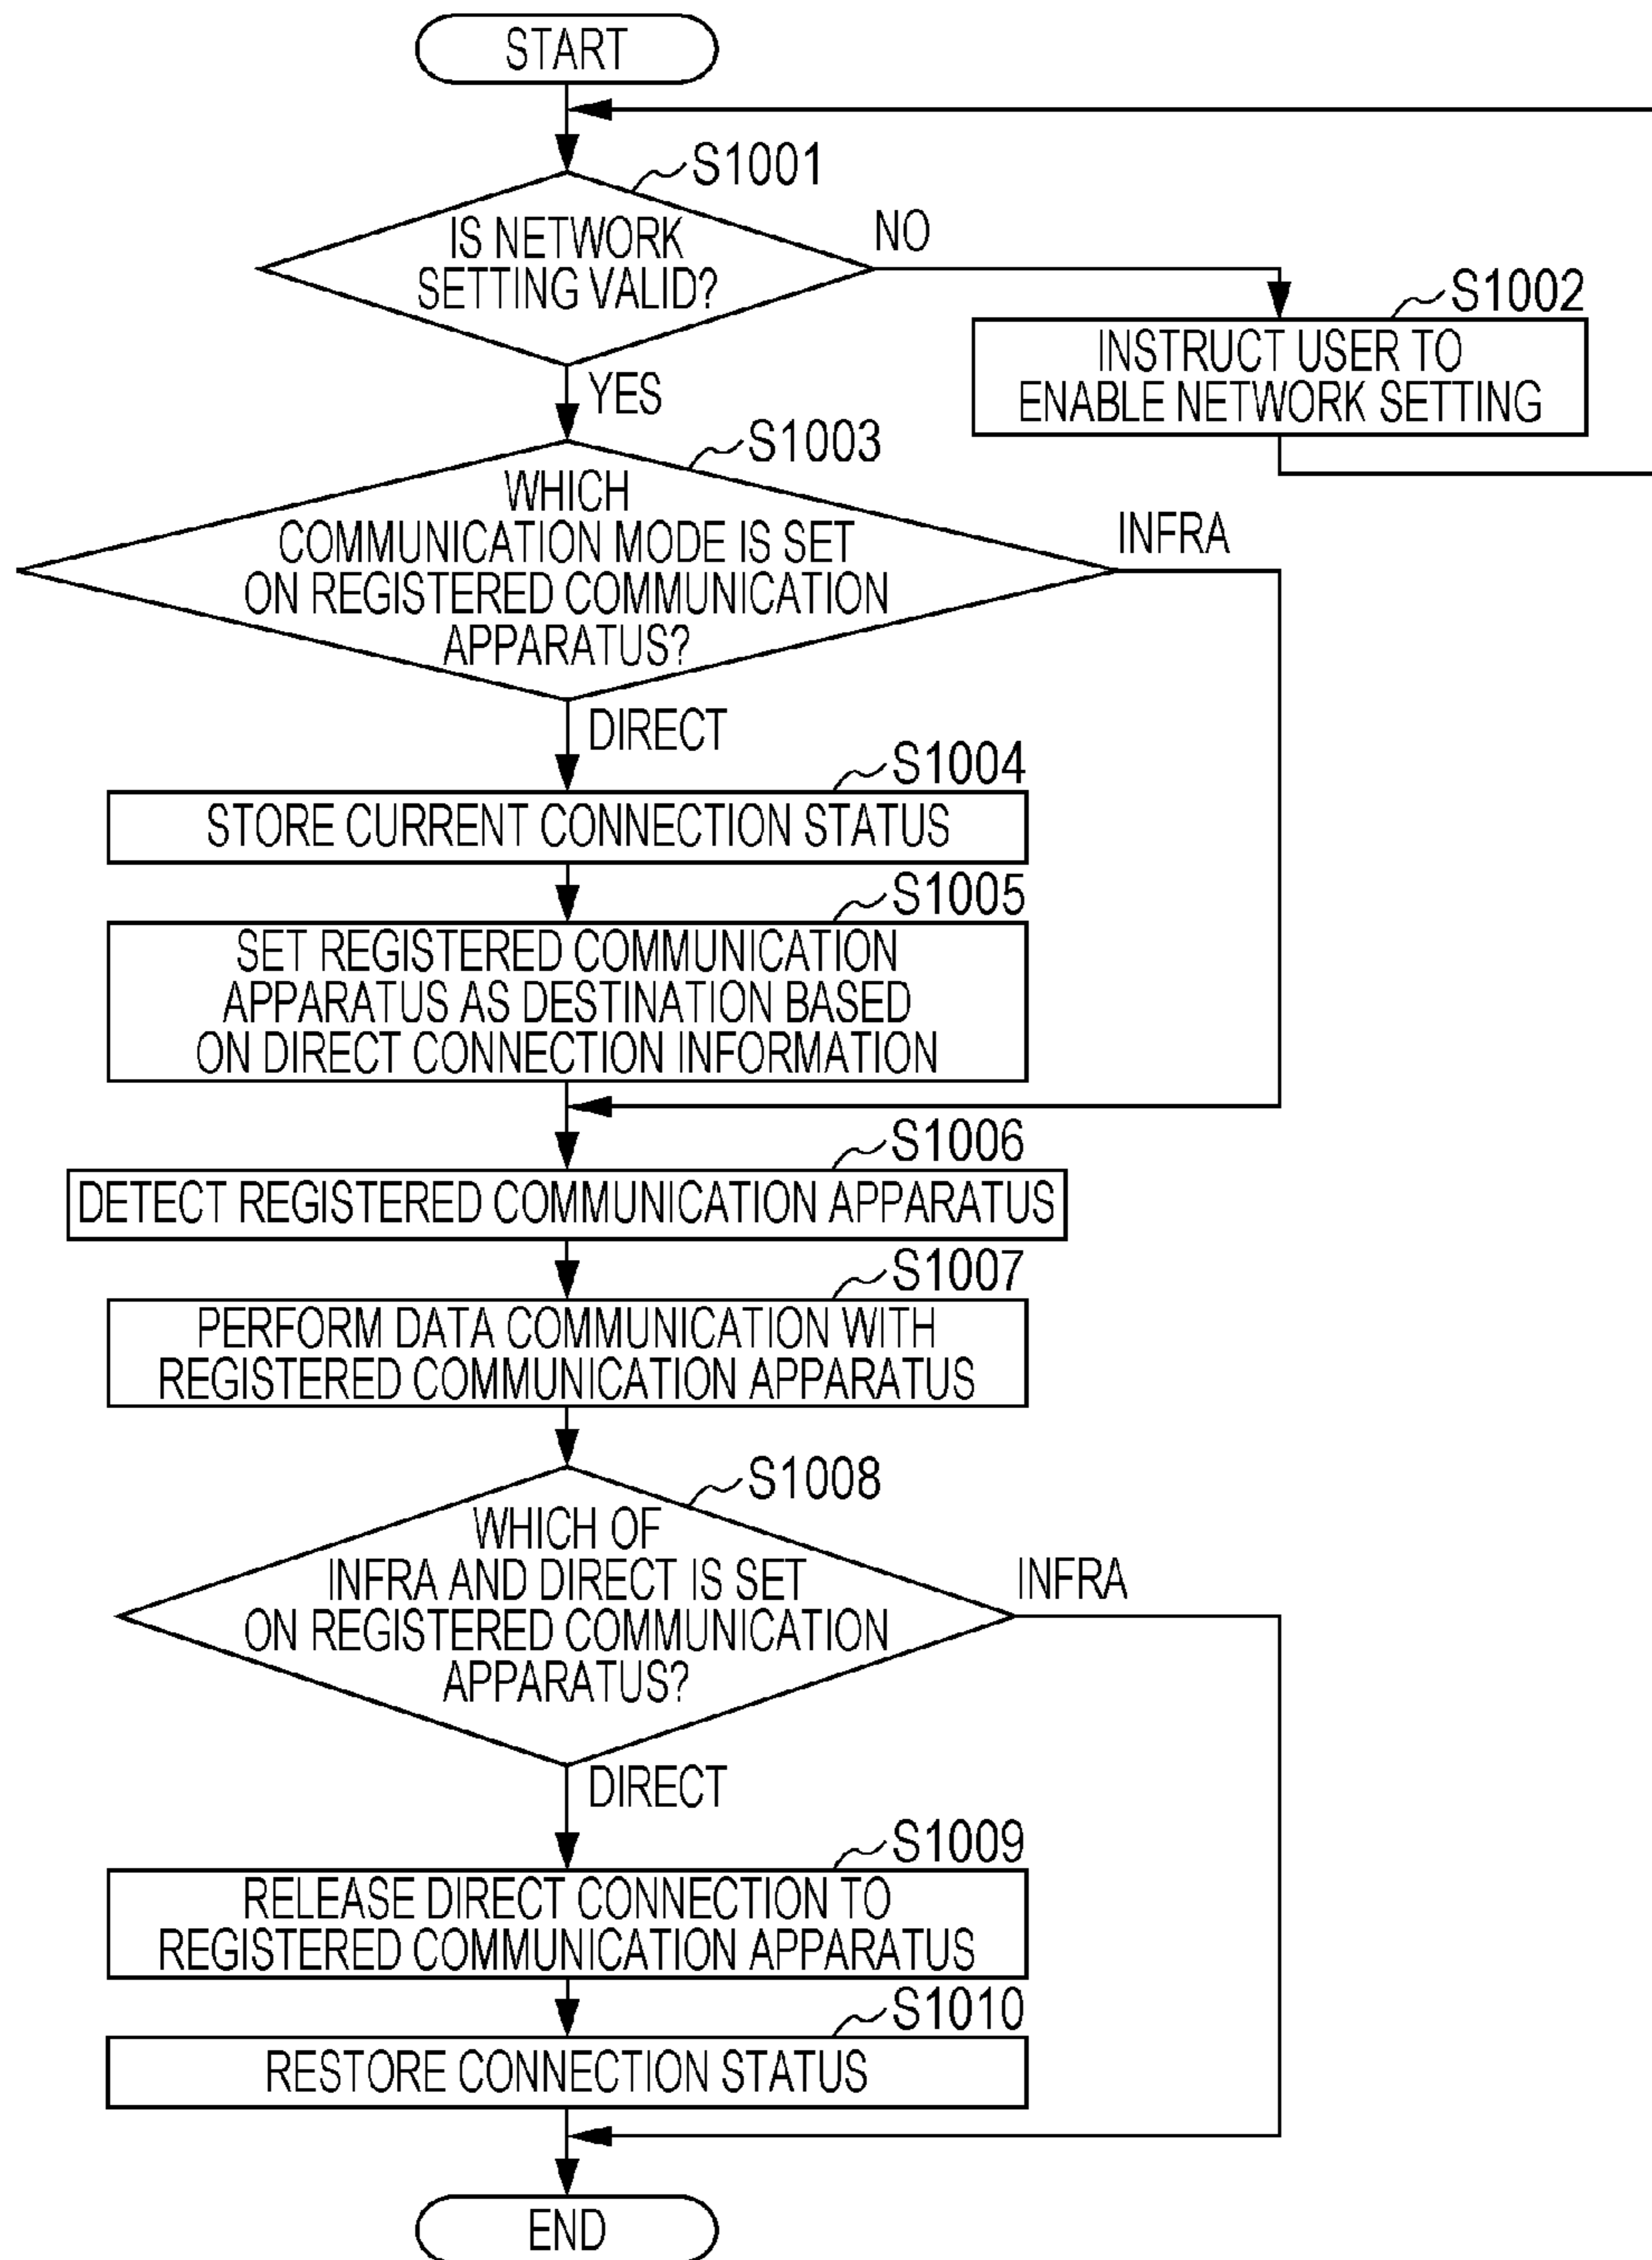 START
S1001
IS NETWORK
SETTING VALID?
NO
YES
S1002
INSTRUCT USER TO
ENABLE NETWORK SETTING
S1003
WHICH
COMMUNICATION MODE IS SET
ON REGISTERED COMMUNICATION
APPARATUS?
INFRA
DIRECT
S1004
STORE CURRENT CONNECTION STATUS
S1005
SET REGISTERED COMMUNICATION
APPARATUS AS DESTINATION BASED
ON DIRECT CONNECTION INFORMATION
S1006
DETECT REGISTERED COMMUNICATION APPARATUS
S1007
PERFORM DATA COMMUNICATION WITH
REGISTERED COMMUNICATION APPARATUS
S1008
WHICH OF
INFRA AND DIRECT IS SET
ON REGISTERED COMMUNICATION
APPARATUS?
INFRA
DIRECT
S1009
RELEASE DIRECT CONNECTION TO
REGISTERED COMMUNICATION APPARATUS
S1010
RESTORE CONNECTION STATUS
END